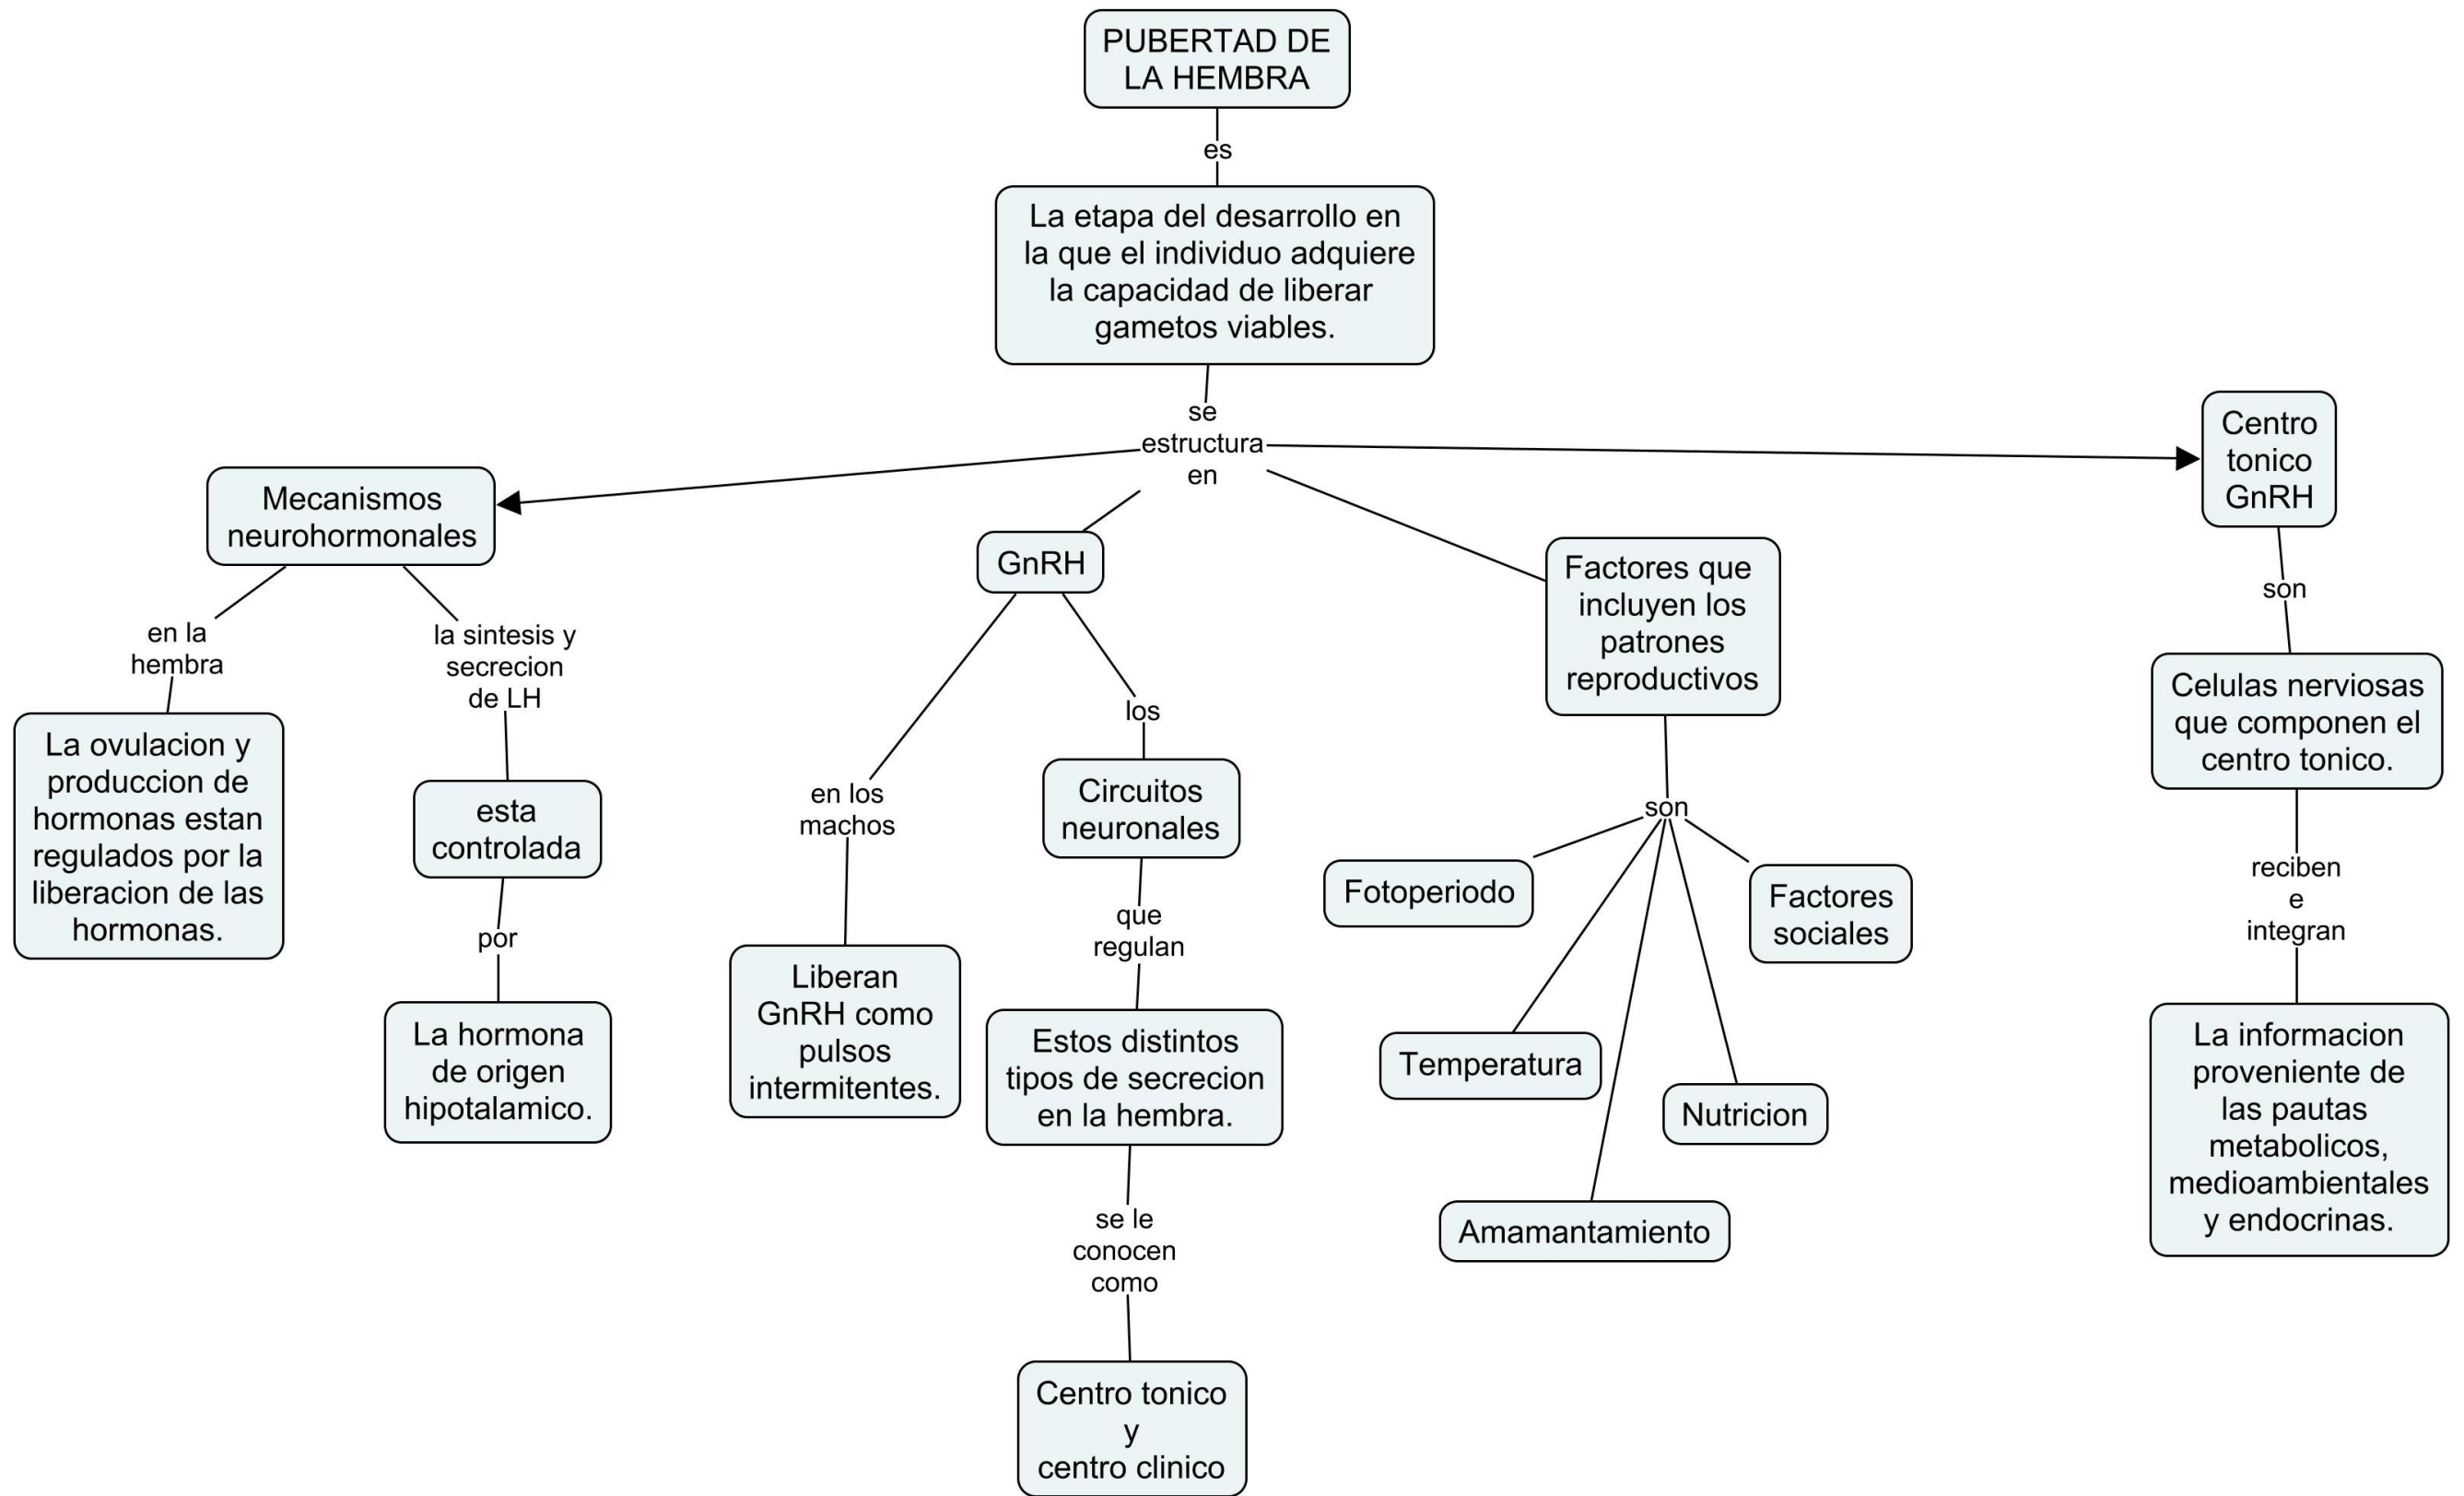 PUBERTAD DE
LA HEMBRA
es
La etapa del desarrollo en
la que el individuo adquiere
la capacidad de liberar
gametos viables.
se
estructura
en
Mecanismos
neurohormonales
en la
hembra
La ovulacion y
produccion de
hormonas estan
regulados por la
liberacion de las
hormonas.
la sintesis y
secrecion
de LH
esta
controlada
por
La hormona
de origen
hipotalamico.
GnRH
en los
machos
Liberan
GnRH como
pulsos
intermitentes.
los
Circuitos
neuronales
que
regulan
Estos distintos
tipos de secrecion
en la hembra.
se le
conocen
como
Centro tonico
y
centro clinico
Factores que
incluyen los
patrones
reproductivos
son
Fotoperiodo
Temperatura
Amamantamiento
Nutricion
Factores
sociales
Centro
tonico
GnRH
son
Celulas nerviosas
que componen el
centro tonico.
reciben
e
integran
La informacion
proveniente de
las pautas
metabolicos,
medioambientales
y endocrinas.